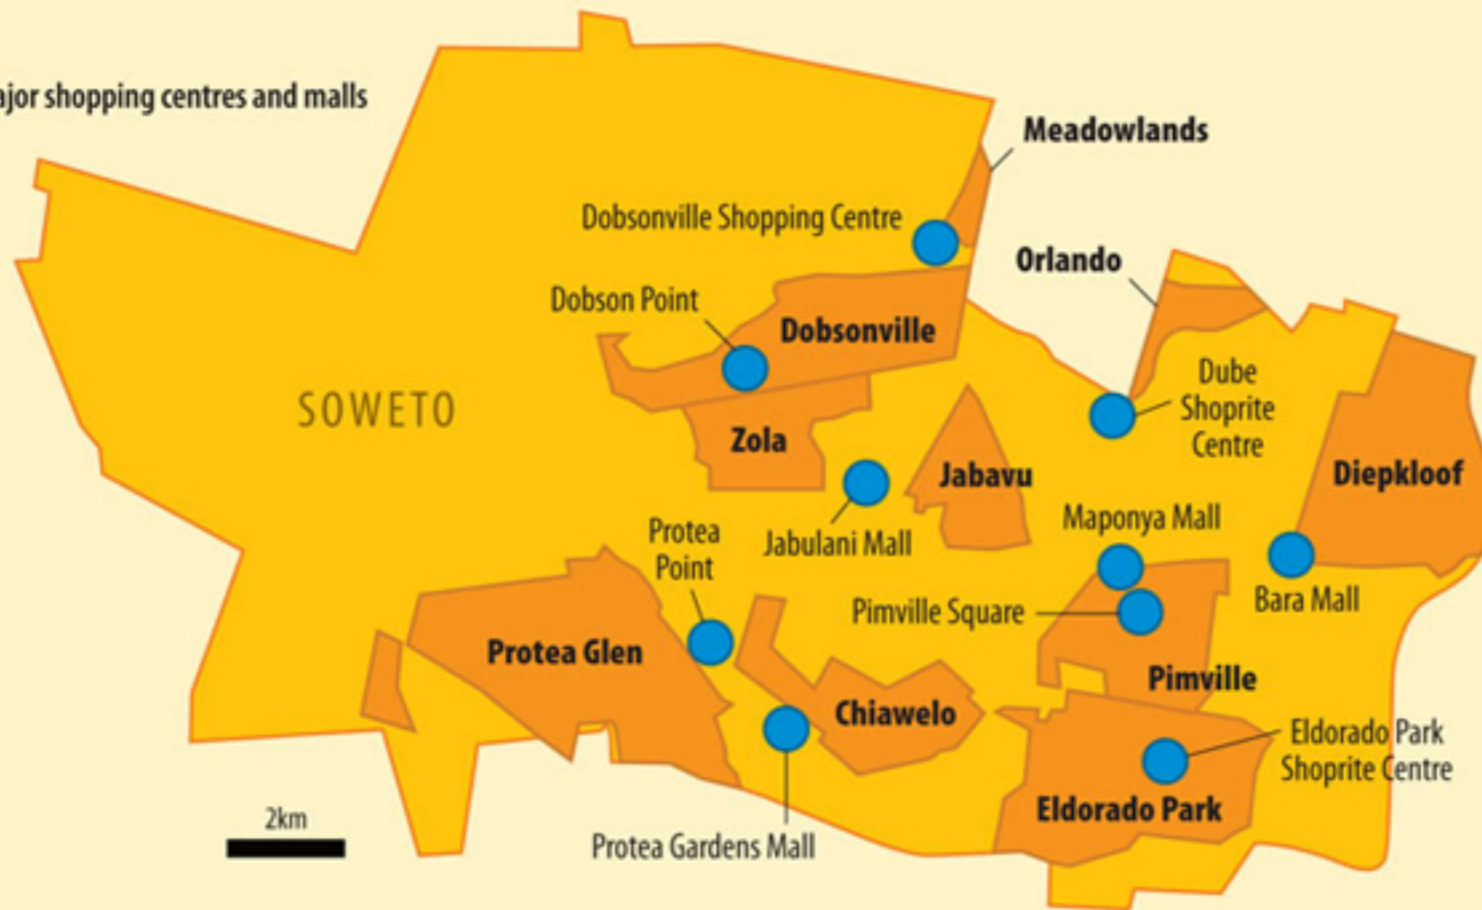 shopping centres and malls
Meadowlands
Dobsonville Shopping Centre
Orlando
Dobson Point
Dobsonville
Dube
Shoprite
Centre
SOWETO
Zola
Jabavu
Diepkloof
Maponya Mall
Protea
Point
Jabulani Mall
Bara Mall
Pimville Square
Protea Glen
Pimville
Chiawelo
Eldorado Park
Shoprite Centre
Eldorado Park
2km
Protea Gardens Mall